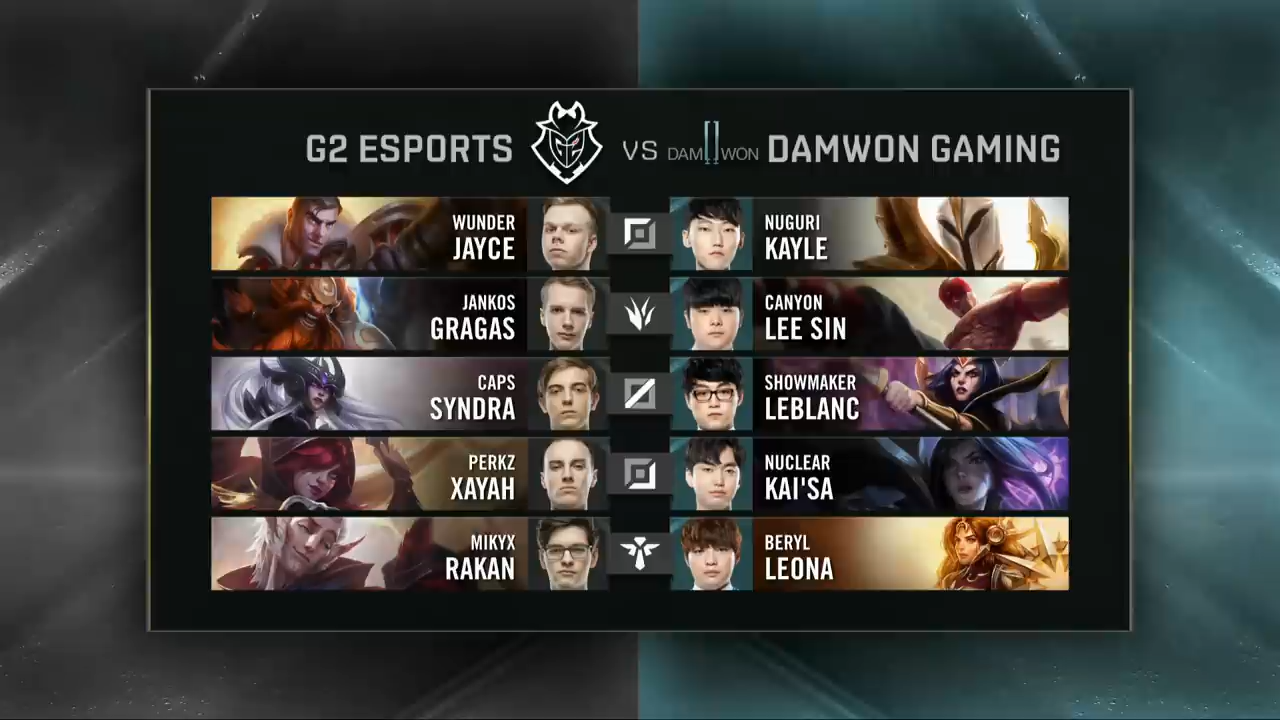 G2 ESPORTS G2 VS DAMWON DAMWON GAMING
WUNDER
JAYCE
NUGURI
KAYLE
JANKOS
GRAGAS
CANYON
LEE SIN
CAPS
SYNDRA
SHOWMAKER
LEBLANC
PERKZ
XAYAH
NUCLEAR
KAI'SA
MIKYX
RAKAN
BERYL
LEONA